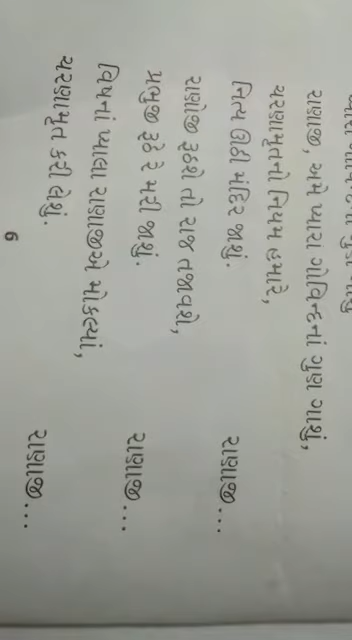 રાણાજી, અમે પ્યારા ગોવિન્દનાં ગુણ ગાશું,
ચરણામૃતનો નિયમ હમારે,
નિત્ય ઊઠી મંદિર જાશું. રાણાજી...
રાણોજી રૂઠશે તો રાજ તજાવશે,
પ્રભુજી રૂઠે રે મરી જાશું. રાણાજી...
વિષનાં પ્યાલા રાણાજીએ મોકલ્યાં,
ચરણામૃત કરી લેશું. રાણાજી...
6